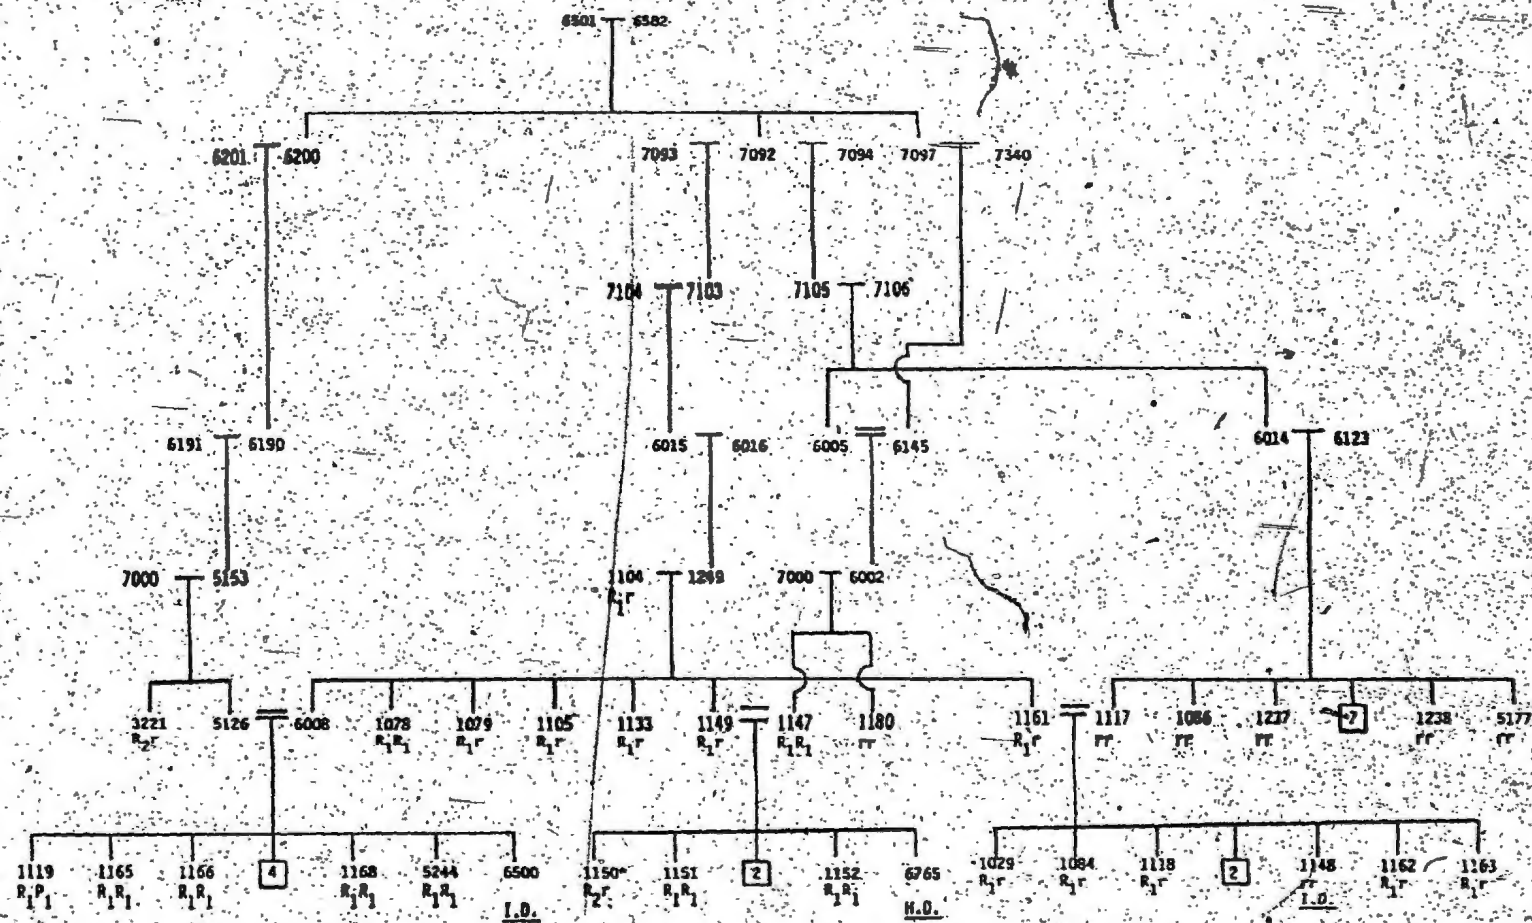 6501 6582
6201 6200 7093 7092 7094 7097 7340
7104 7103 7105 7106
6191 6190 6015 6016 6005 6145 6014 6123
7000 5153 1104 1269 7000 6002
R1r
3221 5126 6008 1078 1079 1105 1133 1149 1147 1180 1161 1117 1086 1237 7 1238 5177
R2r R1R1 R1r R1r R1r R1r R1R1 rr R1r rr rr rr rr rr
1119 1165 1166 4 1168 5244 6500 1150* 1151 2 1152 6765 1029 1084 1118 2 1148 1162 1163
R1R1 R1R1 R1R1 R1R1 R1R1 R2r R1R1 R1R1 R1r R1r R1r rr R1r R1r
I.D. H.D. I.D.